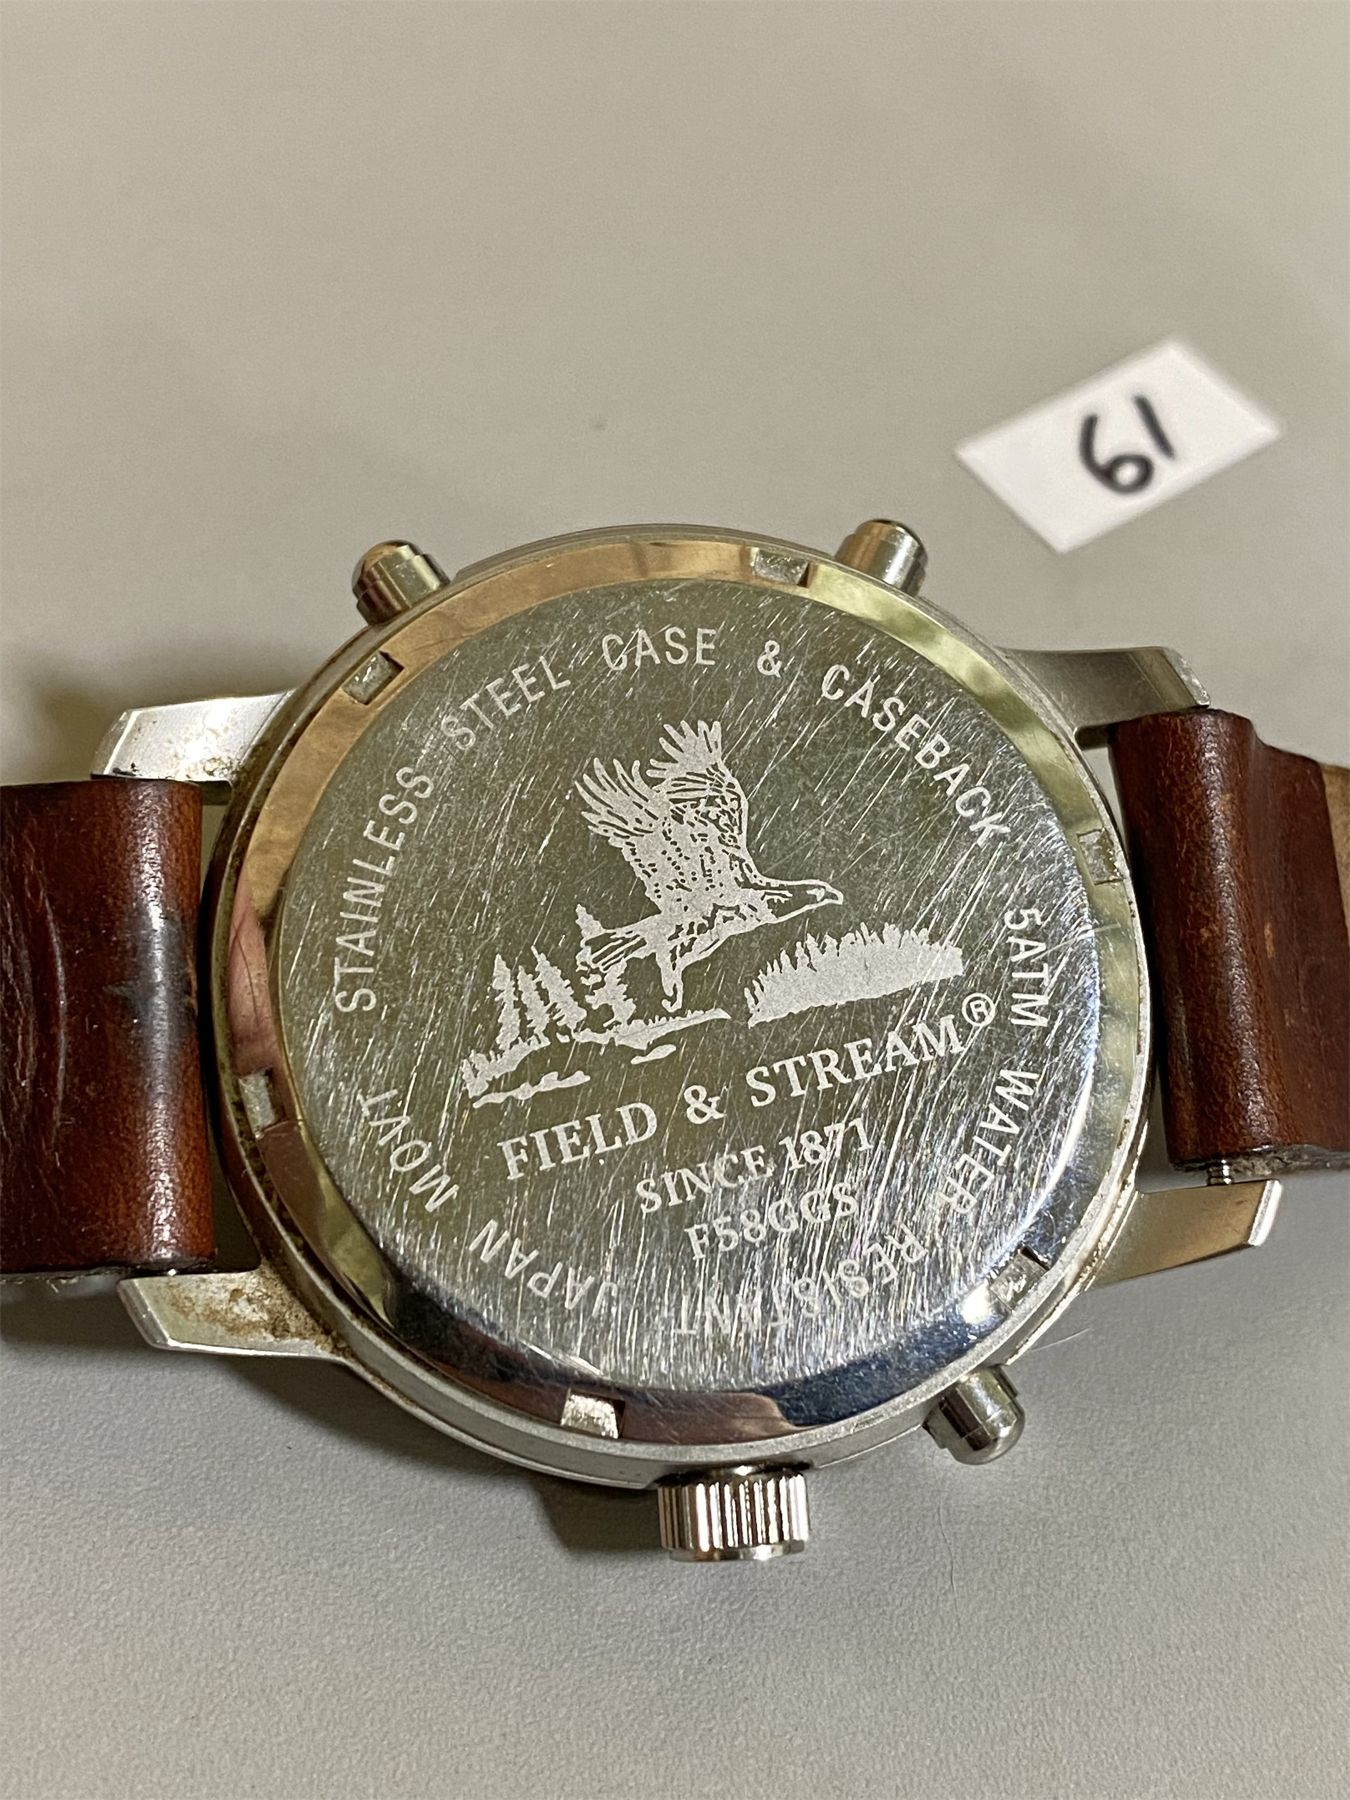 61
STAINLESS STEEL CASE & CASEBACK 5ATM WATER RESISTANT JAPAN MOVT
FIELD & STREAM®
SINCE 1871
F58GGS